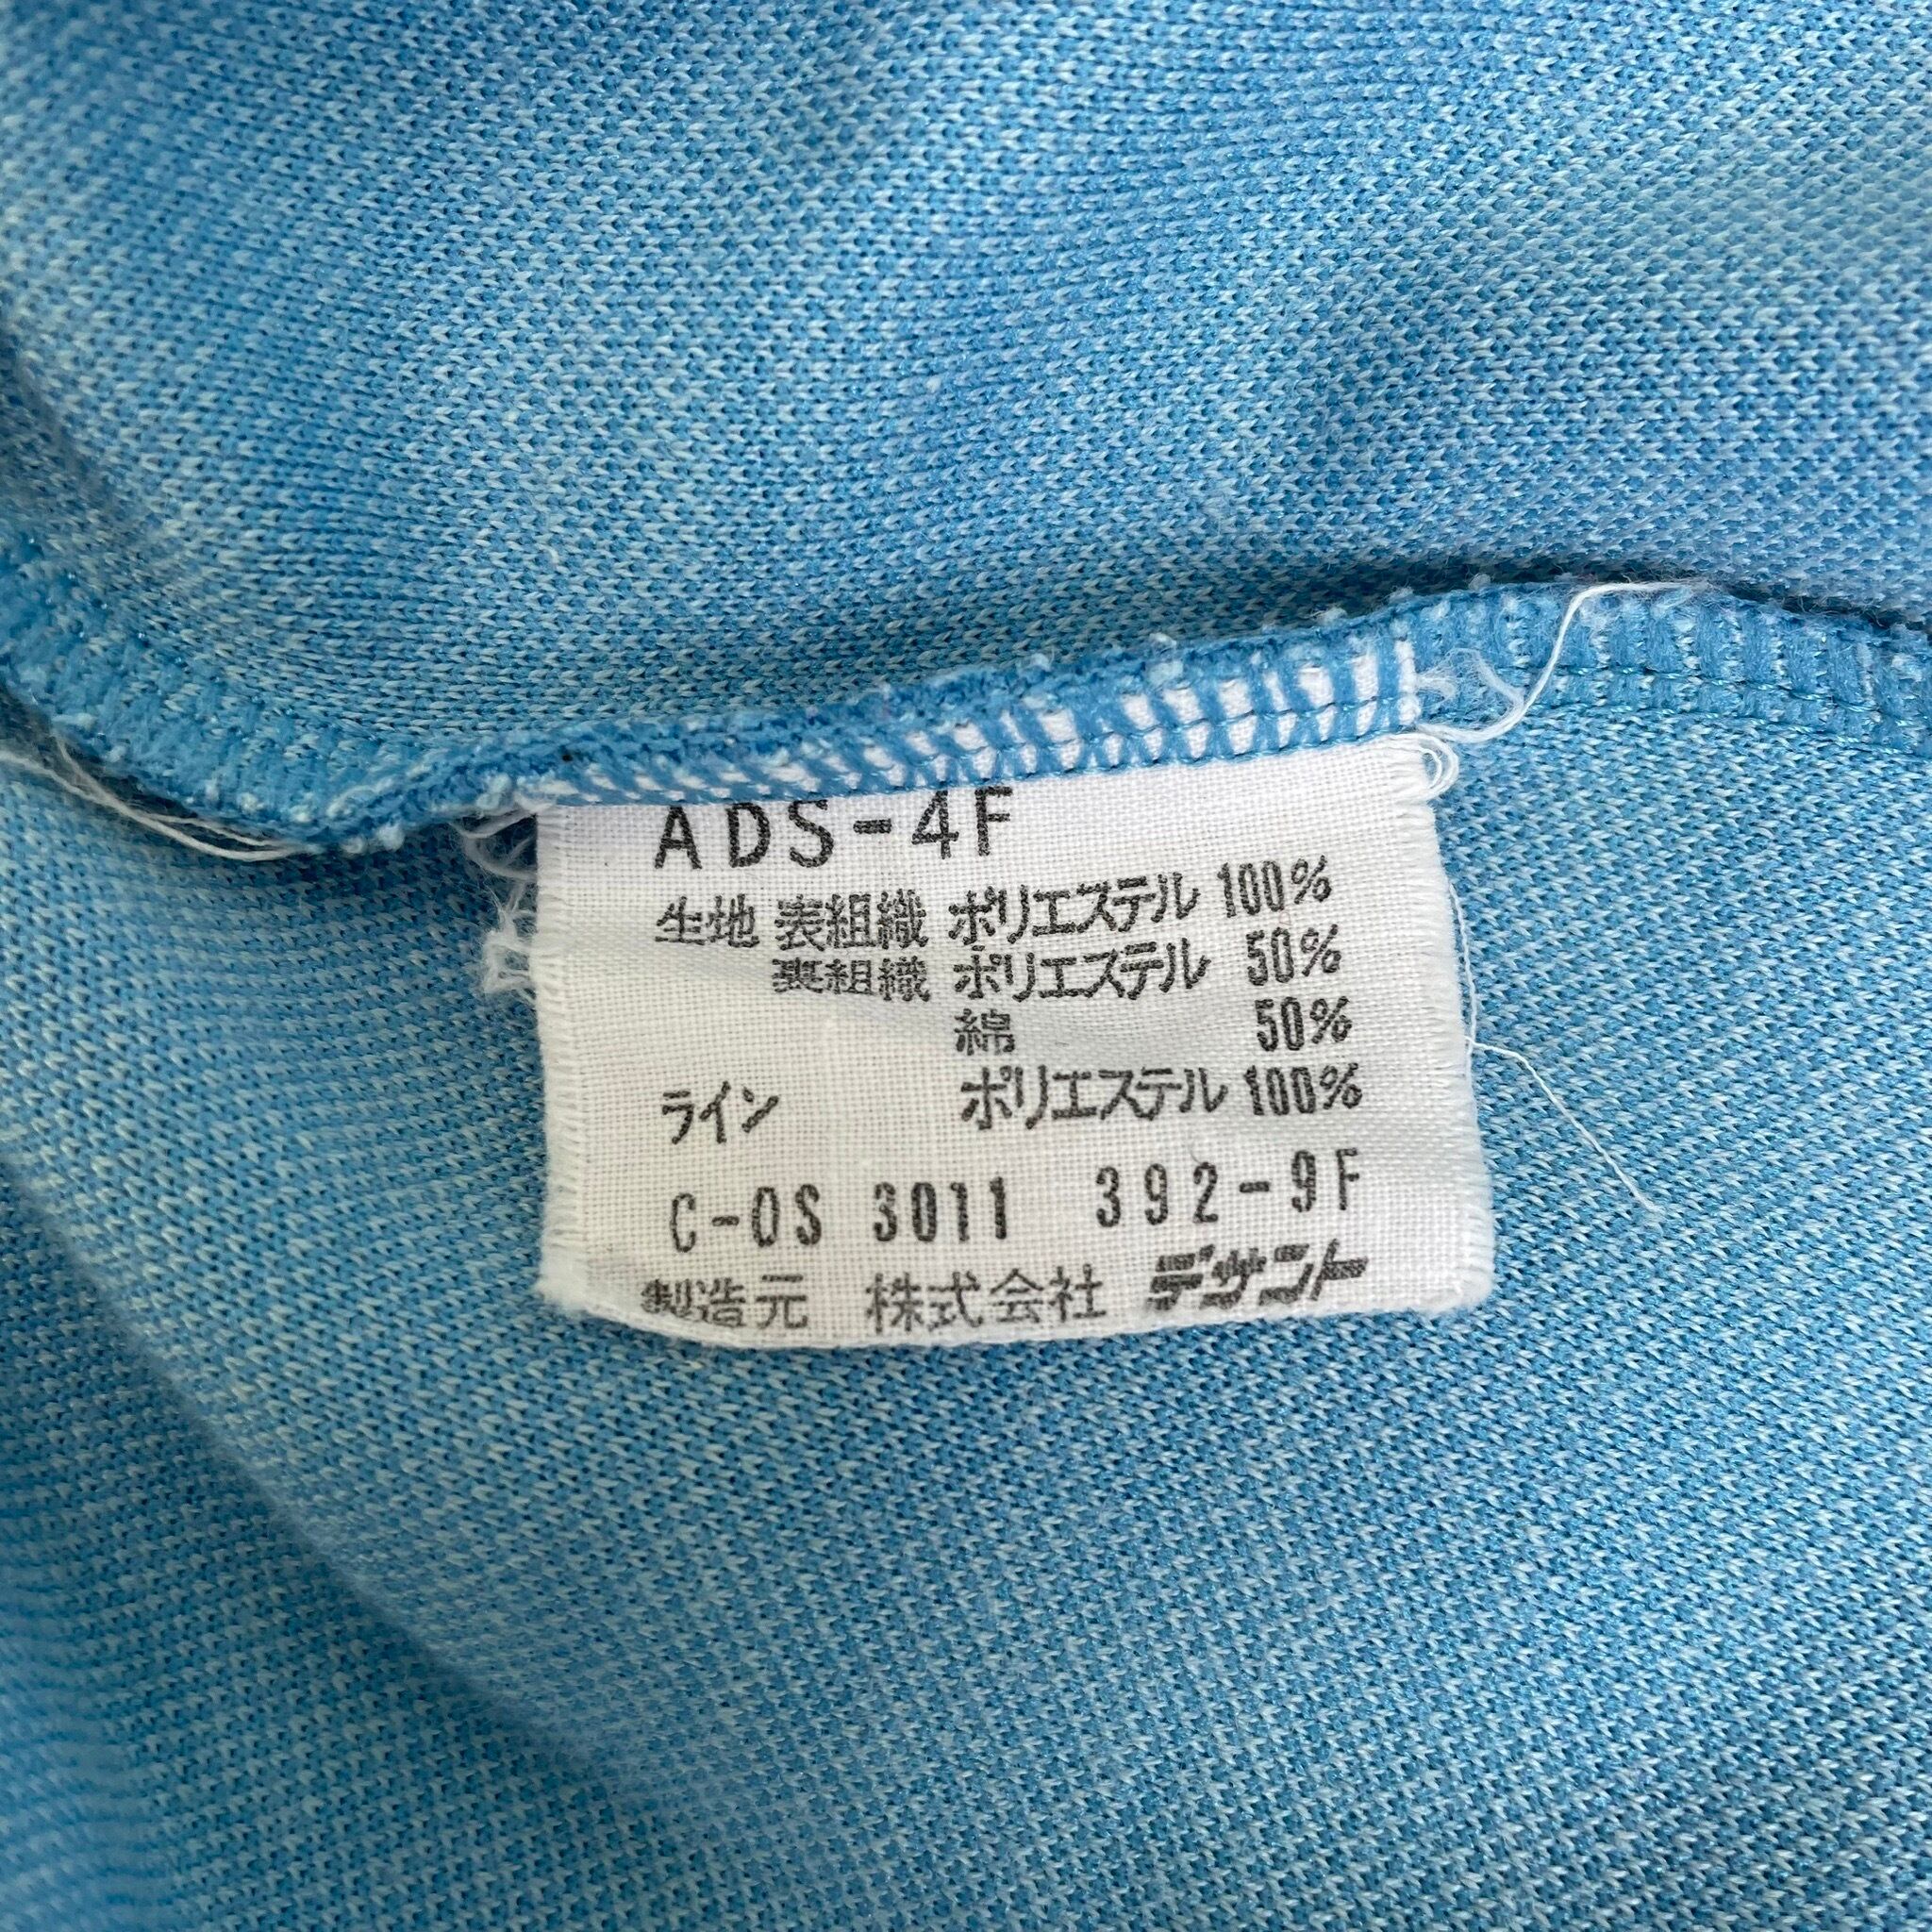 ADS-4F
生地 表組織 ポリエステル 100%
裏組織 ポリエステル 50%
綿 50%
ライン ポリエステル 100%
C-OS 3011 392-9F
製造元 株式会社 デサント